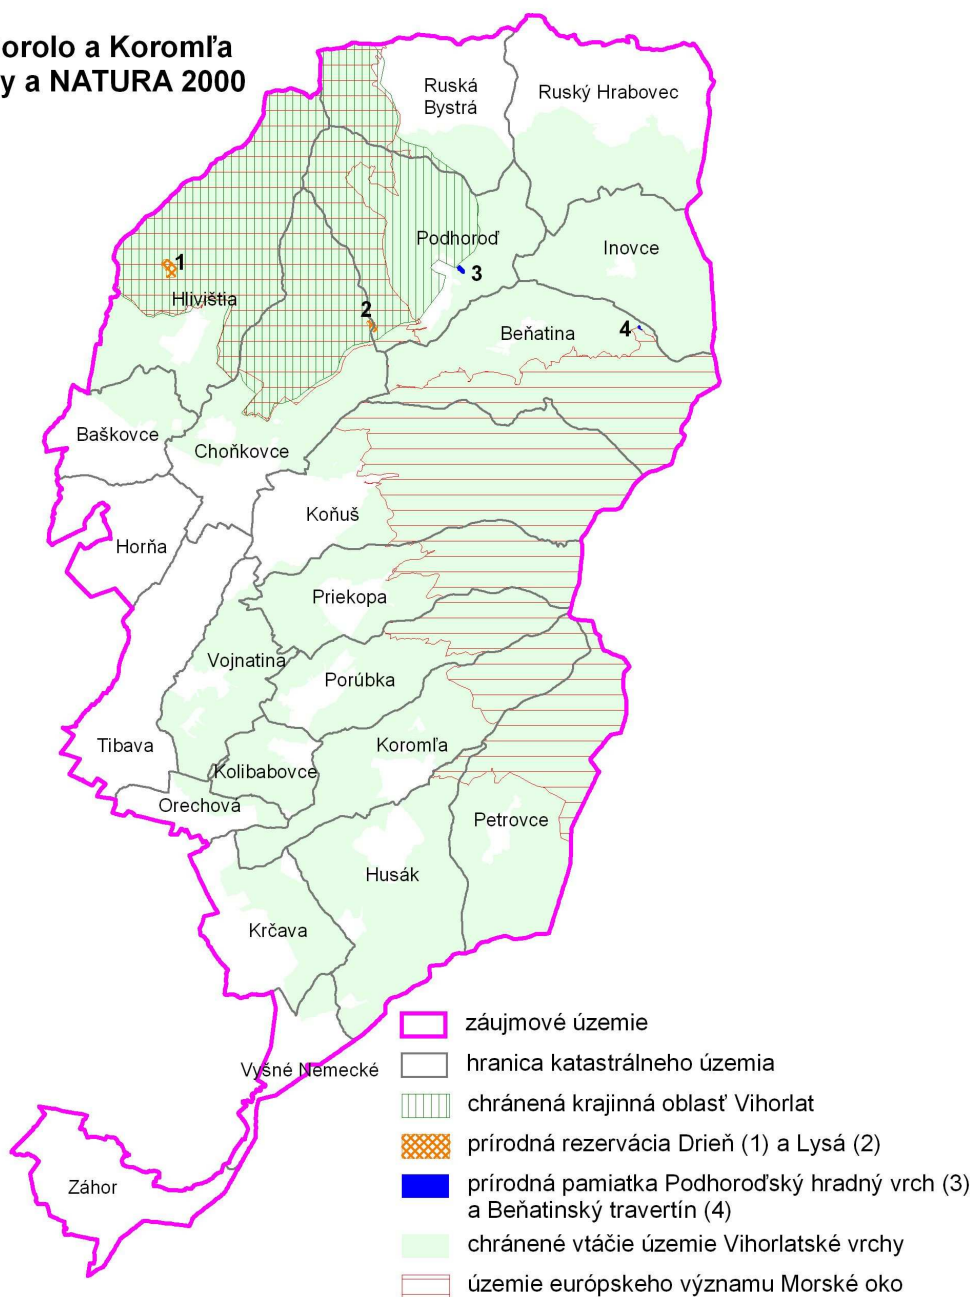 orolo a Koromľa
y a NATURA 2000
Ruská
Bystrá
Ruský Hrabovec
Podhoroď
Inovce
1
3
Hlivištia
2
4
Beňatina
Baškovce
Choňkovce
Koňuš
Horňa
Priekopa
Vojnatina
Porúbka
Tibava
Koromľa
Kolibabovce
Orechová
Petrovce
Husák
Krčava
Vyšné Nemecké
Záhor
záujmové územie
hranica katastrálneho územia
chránená krajinná oblasť Vihorlat
prírodná rezervácia Drieň (1) a Lysá (2)
prírodná pamiatka Podhoroďský hradný vrch (3)
a Beňatinský travertín (4)
chránené vtáčie územie Vihorlatské vrchy
územie európskeho významu Morské oko